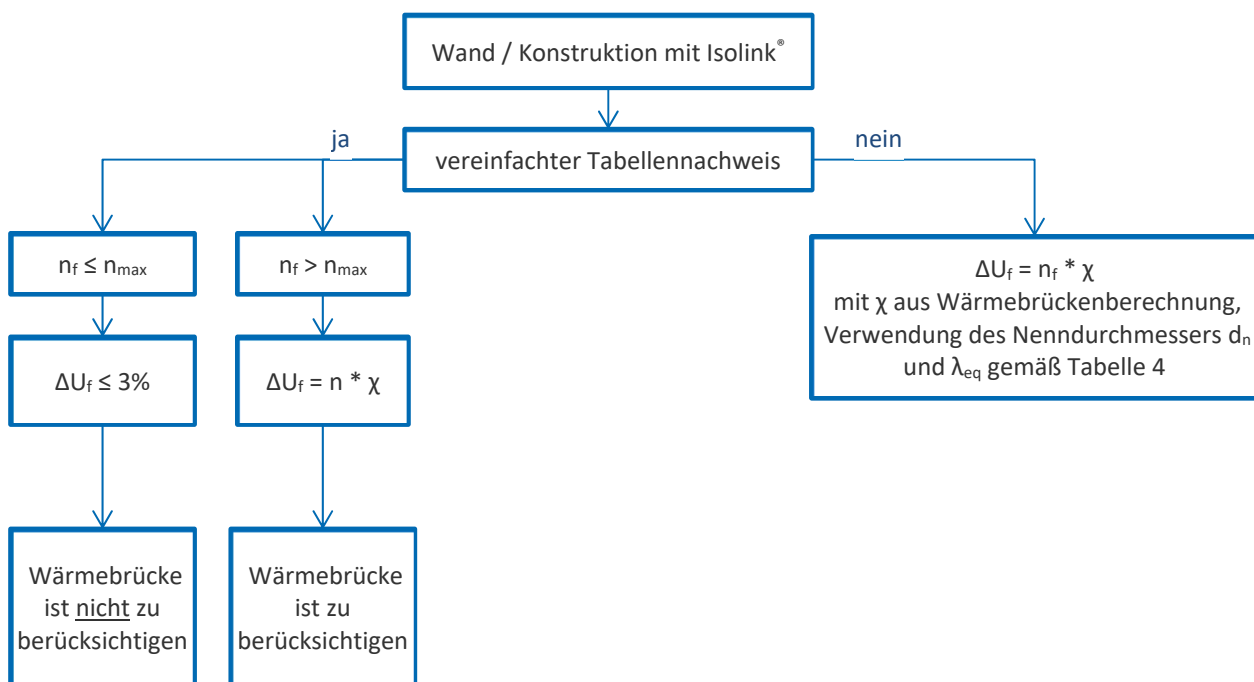 Wand / Konstruktion mit Isolink®
ja
vereinfachter Tabellennachweis
nein
nf ≤ nmax
nf > nmax
ΔUf = nf * χ
mit χ aus Wärmebrückenberechnung,
Verwendung des Nenndurchmessers dn
und λeq gemäß Tabelle 4
ΔUf ≤ 3%
ΔUf = n * χ
Wärmebrücke
ist nicht zu
berücksichtigen
Wärmebrücke
ist zu
berücksichtigen